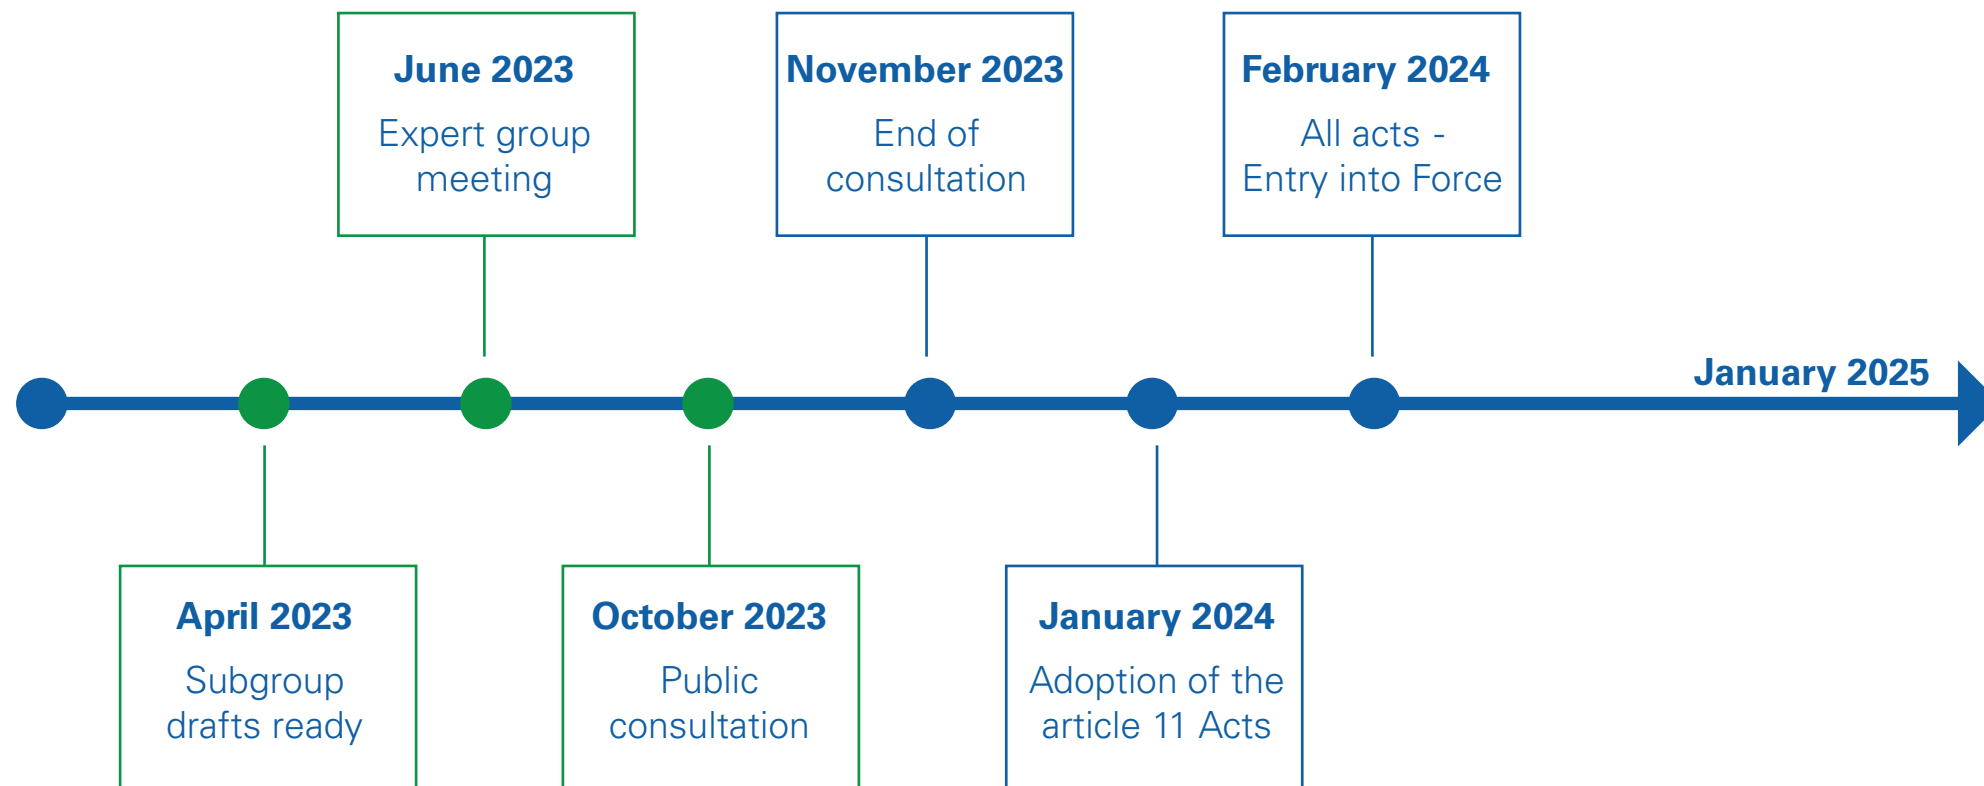 June 2023
Expert group
meeting
November 2023
End of
consultation
February 2024
All acts -
Entry into Force
January 2025
April 2023
Subgroup
drafts ready
October 2023
Public
consultation
January 2024
Adoption of the
article 11 Acts